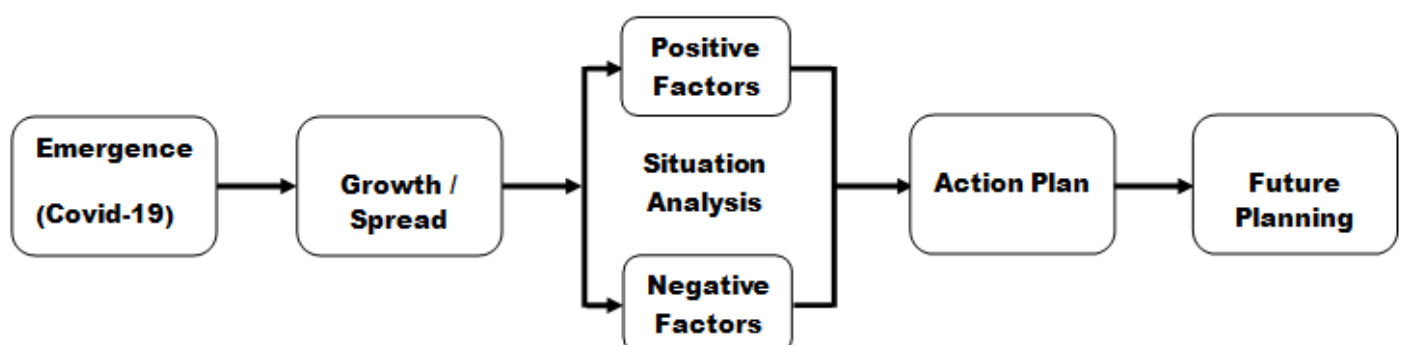 Emergence
(Covid-19)
Growth /
Spread
Positive
Factors
Situation
Analysis
Negative
Factors
Action Plan
Future
Planning